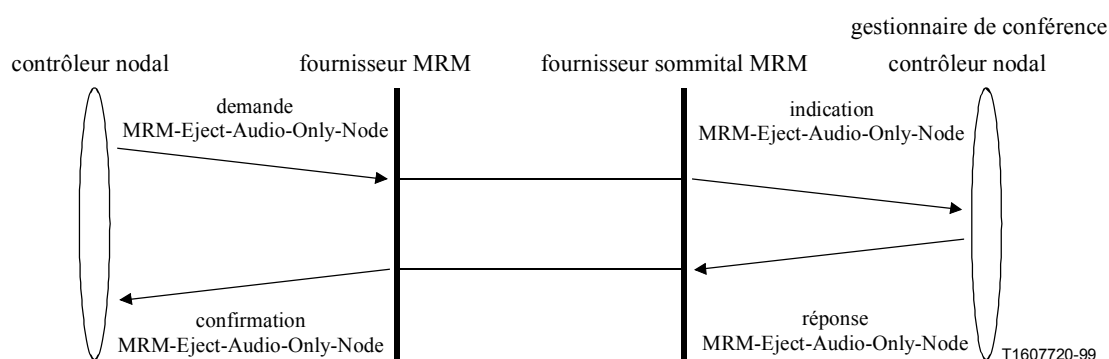 gestionnaire de conférence
contrôleur nodal
fournisseur MRM
fournisseur sommital MRM
contrôleur nodal
demande
MRM-Eject-Audio-Only-Node
indication
MRM-Eject-Audio-Only-Node
confirmation
MRM-Eject-Audio-Only-Node
réponse
MRM-Eject-Audio-Only-Node
T1607720-99